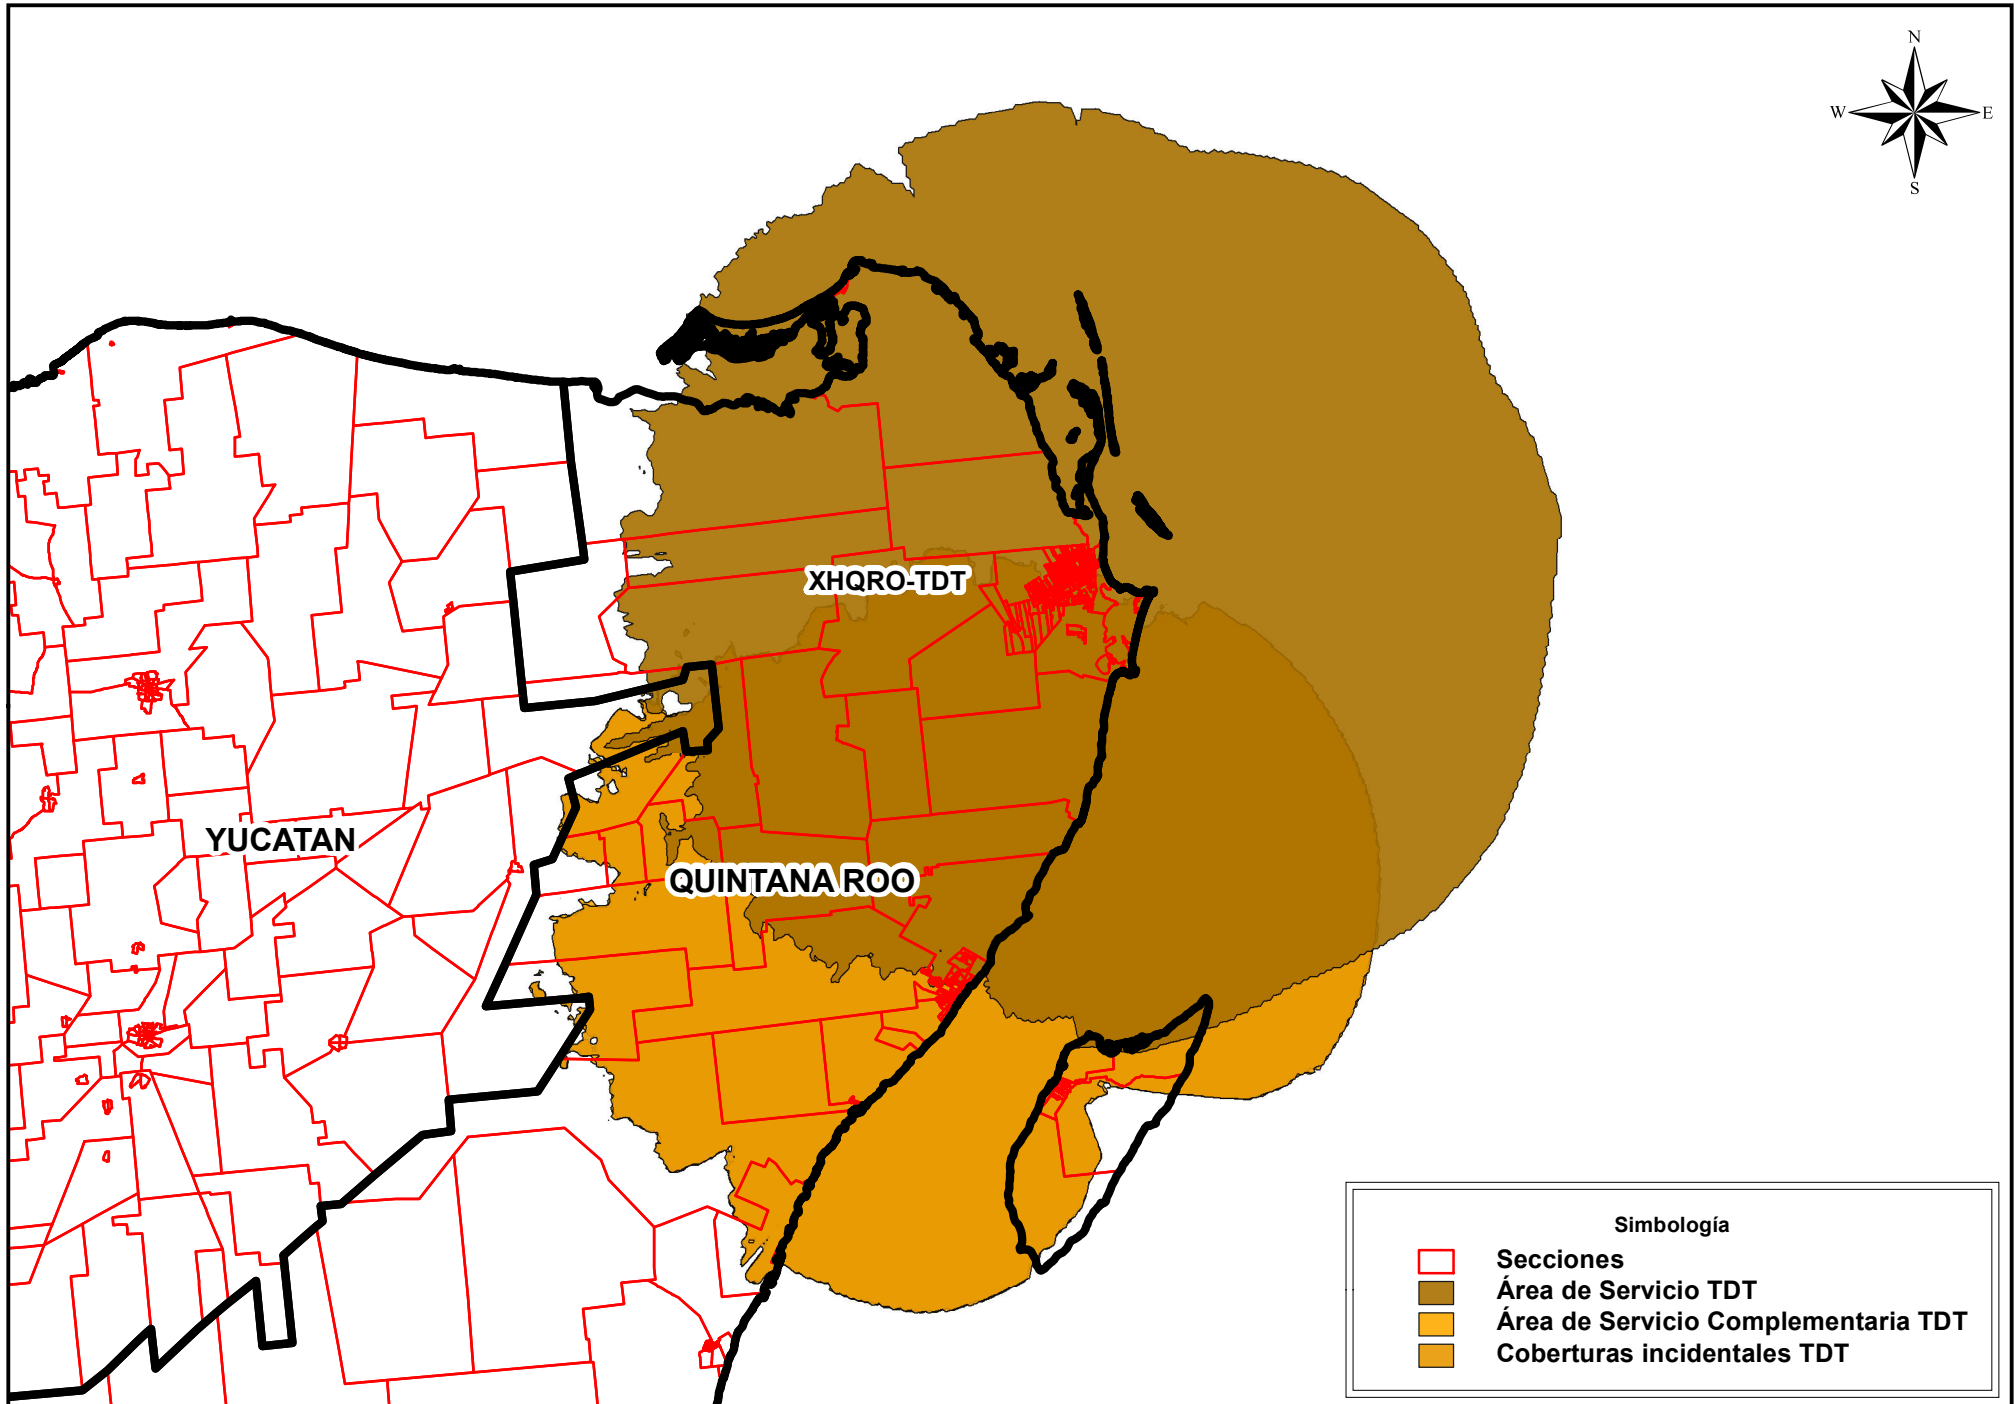 N
W E
S
XHQRO-TDT
YUCATAN
QUINTANA ROO
Simbología
Secciones
Área de Servicio TDT
Área de Servicio Complementaria TDT
Coberturas incidentales TDT